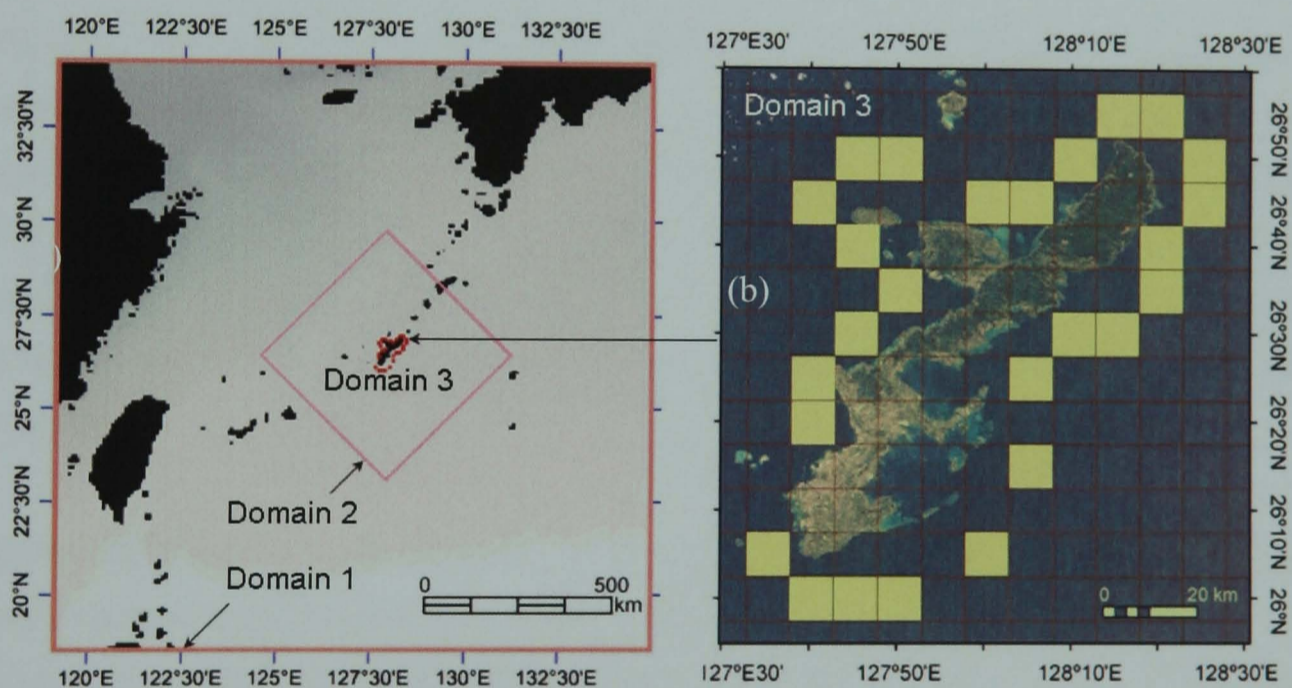 120°E 122°30'E 125°E 127°30'E 130°E 132°30'E
32°30'N
30°N
27°30'N
25°N
22°30'N
20°N
Domain 3
Domain 2
Domain 1
0 500
km
120°E 122°30'E 125°E 127°30'E 130°E 132°30'E
127°E30' 127°50'E 128°10'E 128°30'E
Domain 3
(b)
26°50'N
26°40'N
26°30'N
26°20'N
26°10'N
26°N
0 20 km
127°E30' 127°50'E 128°10'E 128°30'E